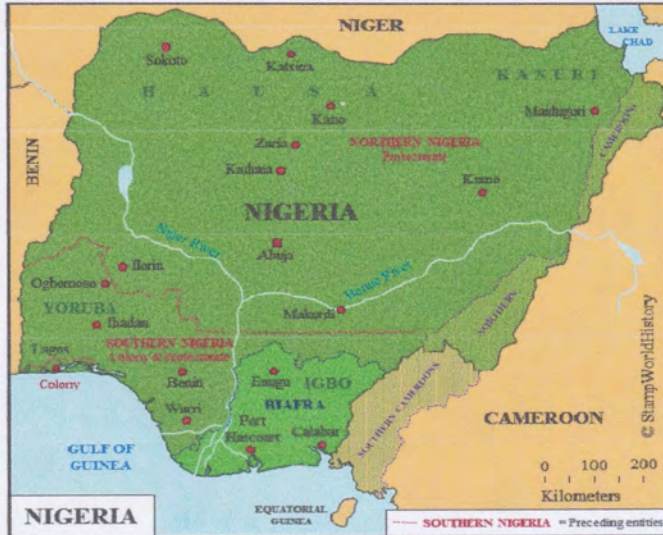 NIGER
LAKE
CHAD
Sokoto
Katsina
KANURI
HAUSA
Kano
Maiduguri
CAMEROONS
BENIN
Zaria
NORTHERN NIGERIA
Protectorate
Kaduna
Kumo
NIGERIA
Niger River
Abuja
Benue River
Ilorin
Ogbomoso
YORUBA
Makurdi
NORTHERN
Ibadan
SOUTHERN NIGERIA
Colony & protectorate
Lagos
Colony
Benin
Enugu
IGBO
BIAFRA
SOUTHERN CAMEROONS
Warri
Port
Harcourt
Calabar
CAMEROON
GULF OF
GUINEA
© StampWorldHistory
0 100 200
Kilometers
EQUATORIAL
GUINEA
NIGERIA
SOUTHERN NIGERIA = Preceding entities